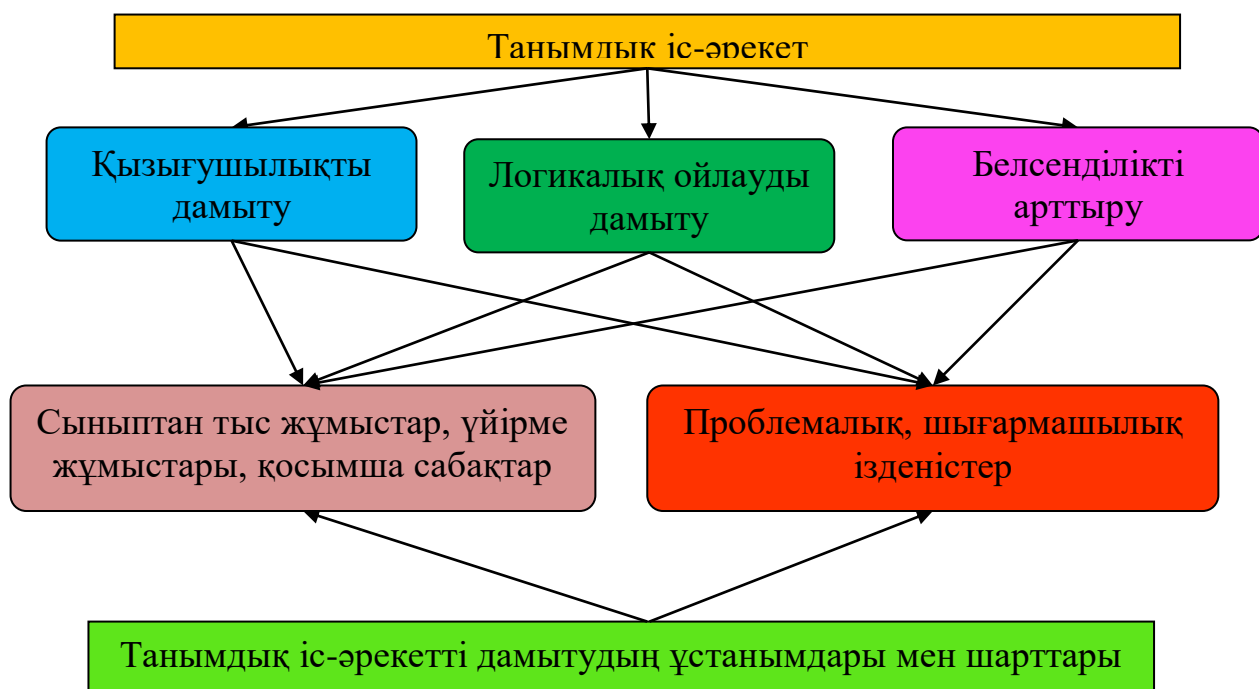 Танымдық іс-әрекет
Қызығушылықты
дамыту
Логикалық ойлауды
дамыту
Белсенділікті
арттыру
Сыныптан тыс жұмыстар, үйірме
жұмыстары, қосымша сабақтар
Проблемалық, шығармашылық
ізденістер
Танымдық іс-әрекетті дамытудың ұстанымдары мен шарттары